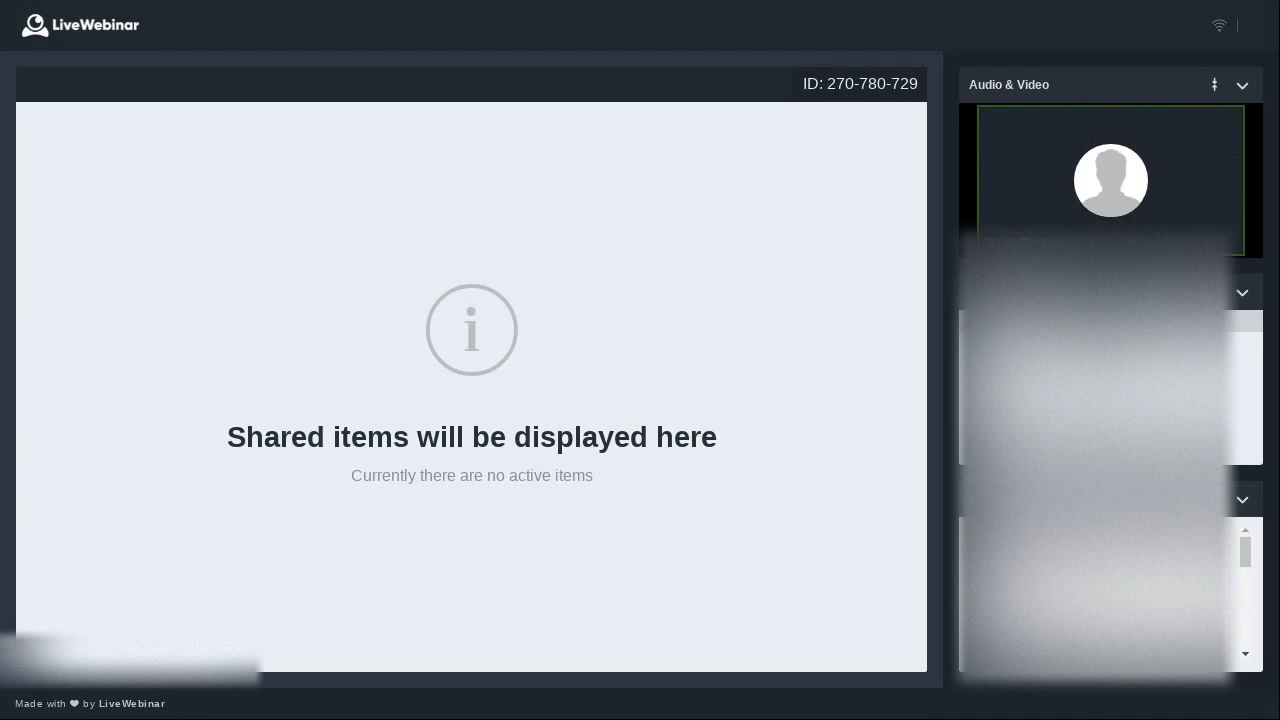 LiveWebinar
ID: 270-780-729
Audio & Video
i
Shared items will be displayed here
Currently there are no active items
Made with ♥ by LiveWebinar